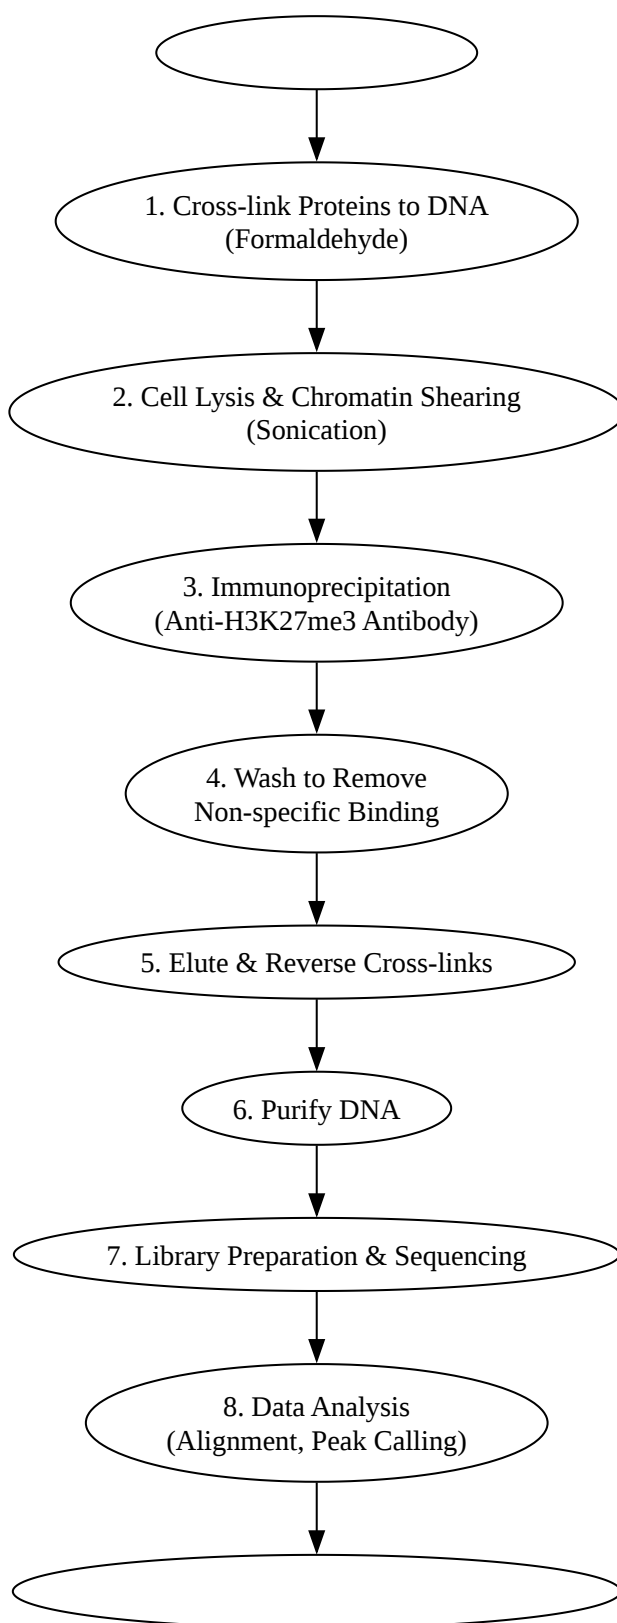 1. Cross-link Proteins to DNA
(Formaldehyde)
2. Cell Lysis & Chromatin Shearing
(Sonication)
3. Immunoprecipitation
(Anti-H3K27me3 Antibody)
4. Wash to Remove
Non-specific Binding
5. Elute & Reverse Cross-links
6. Purify DNA
7. Library Preparation & Sequencing
8. Data Analysis
(Alignment, Peak Calling)